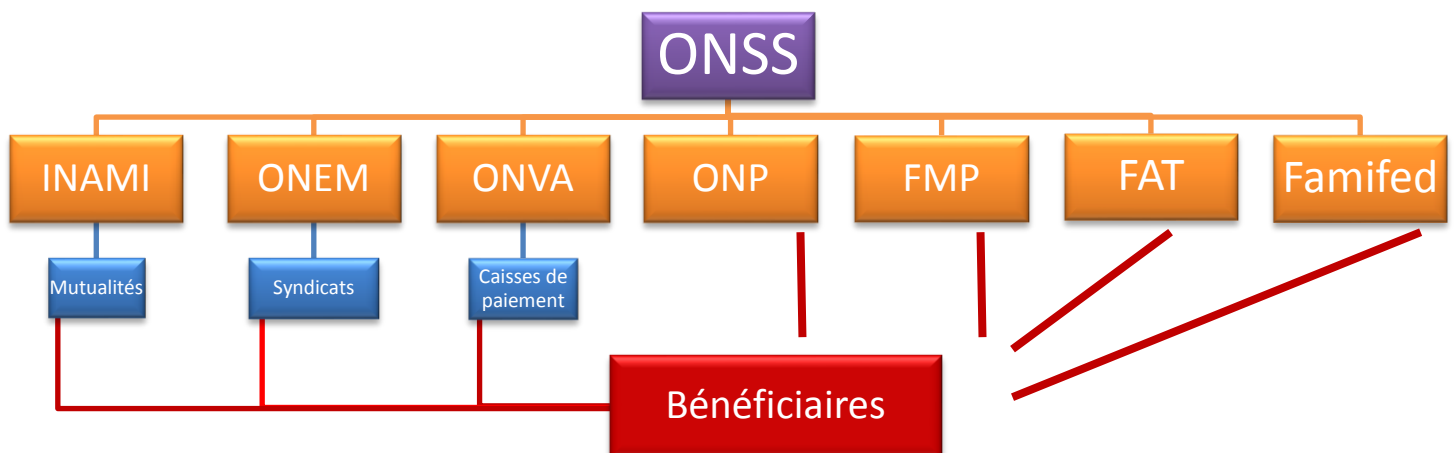 ONSS
INAMI
ONEM
ONVA
ONP
FMP
FAT
Famifed
Mutualités
Syndicats
Caisses de
paiement
Bénéficiaires